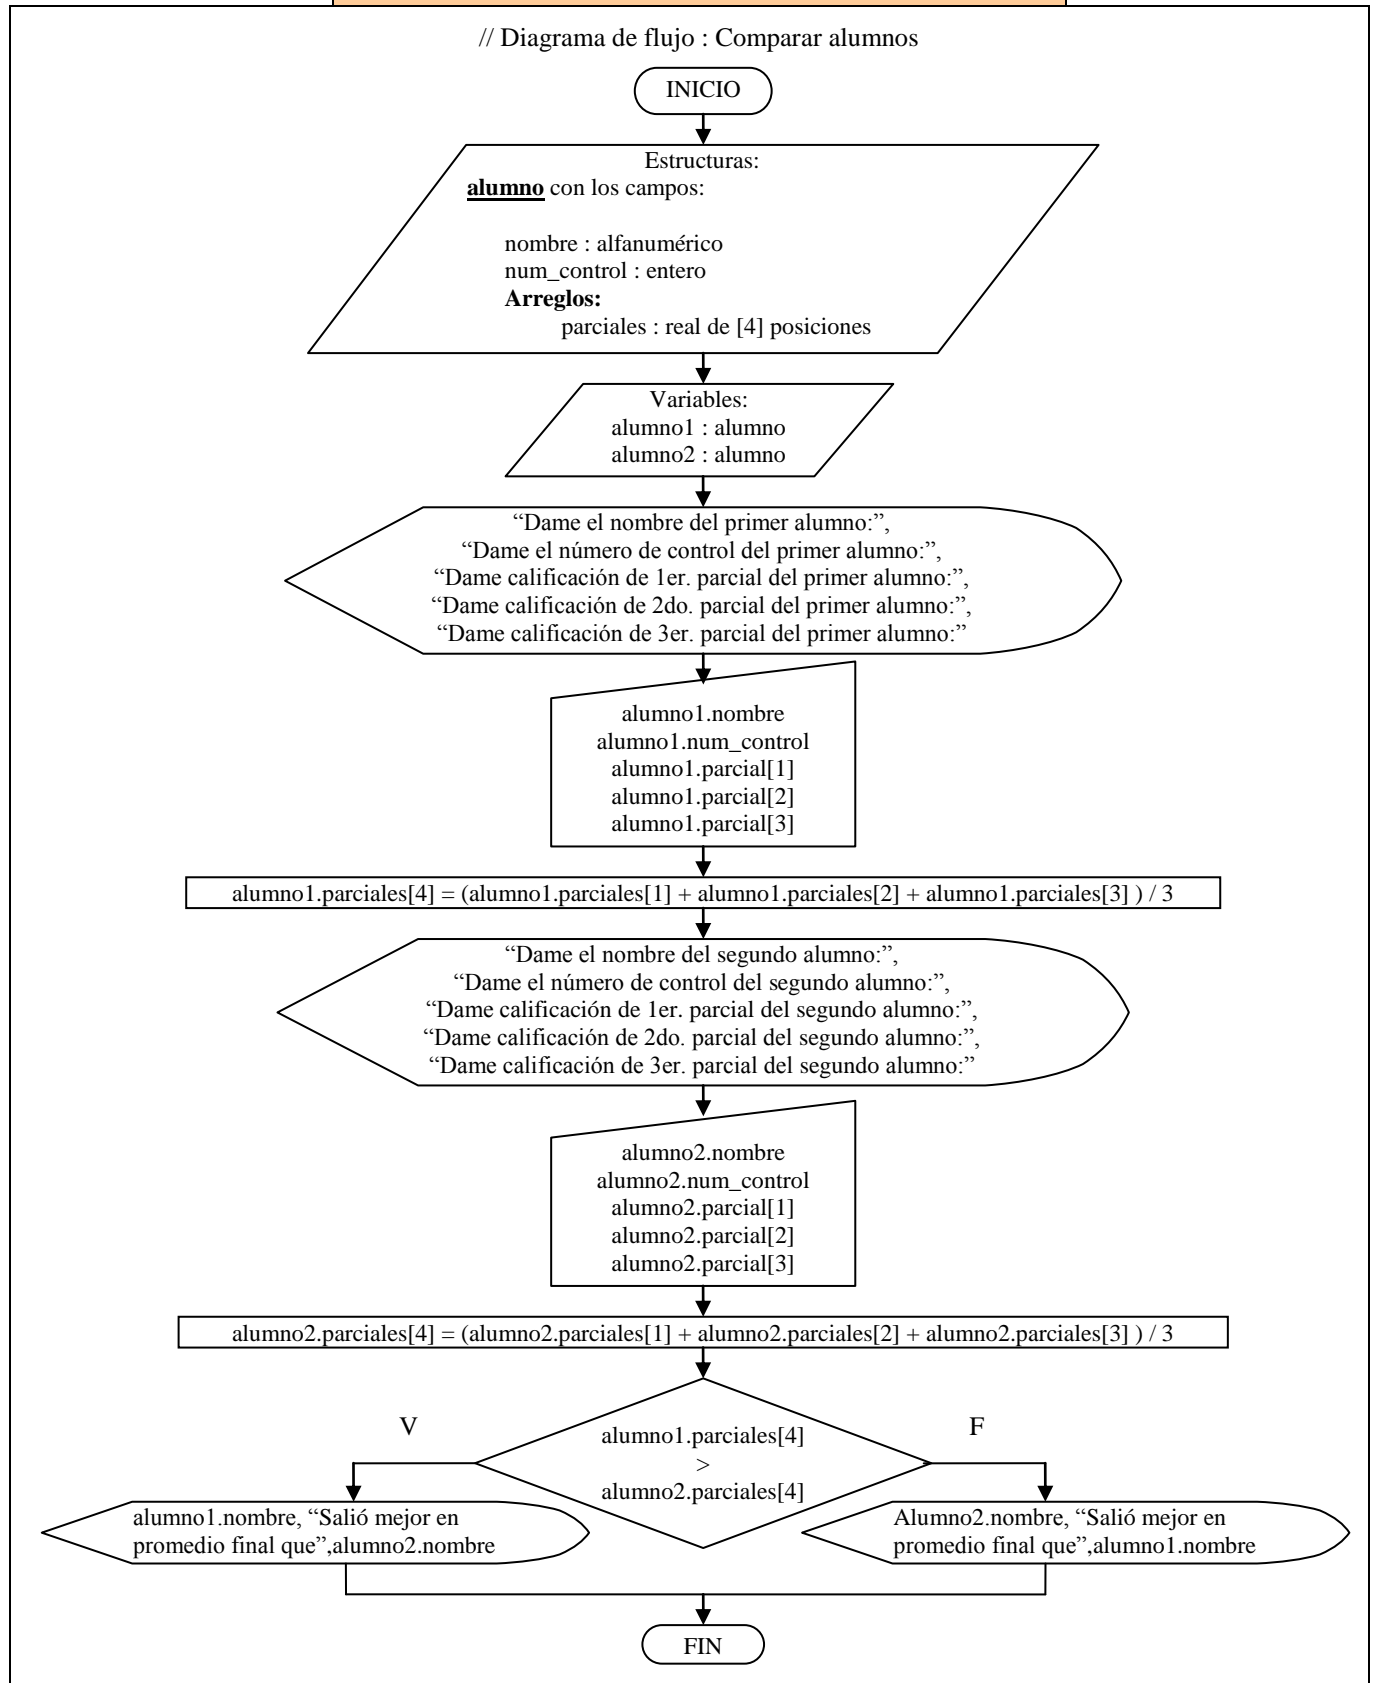 // Diagrama de flujo : Comparar alumnos
INICIO
Estructuras:
alumno con los campos:
nombre : alfanumérico
num_control : entero
Arreglos:
parciales : real de [4] posiciones
Variables:
alumno1 : alumno
alumno2 : alumno
“Dame el nombre del primer alumno:”,
“Dame el número de control del primer alumno:”,
“Dame calificación de 1er. parcial del primer alumno:”,
“Dame calificación de 2do. parcial del primer alumno:”,
“Dame calificación de 3er. parcial del primer alumno:”
alumno1.nombre
alumno1.num_control
alumno1.parcial[1]
alumno1.parcial[2]
alumno1.parcial[3]
alumno1.parciales[4] = (alumno1.parciales[1] + alumno1.parciales[2] + alumno1.parciales[3] ) / 3
“Dame el nombre del segundo alumno:”,
“Dame el número de control del segundo alumno:”,
“Dame calificación de 1er. parcial del segundo alumno:”,
“Dame calificación de 2do. parcial del segundo alumno:”,
“Dame calificación de 3er. parcial del segundo alumno:”
alumno2.nombre
alumno2.num_control
alumno2.parcial[1]
alumno2.parcial[2]
alumno2.parcial[3]
alumno2.parciales[4] = (alumno2.parciales[1] + alumno2.parciales[2] + alumno2.parciales[3] ) / 3
V
F
alumno1.parciales[4]
>
alumno2.parciales[4]
alumno1.nombre, “Salió mejor en
promedio final que”,alumno2.nombre
Alumno2.nombre, “Salió mejor en
promedio final que”,alumno1.nombre
FIN